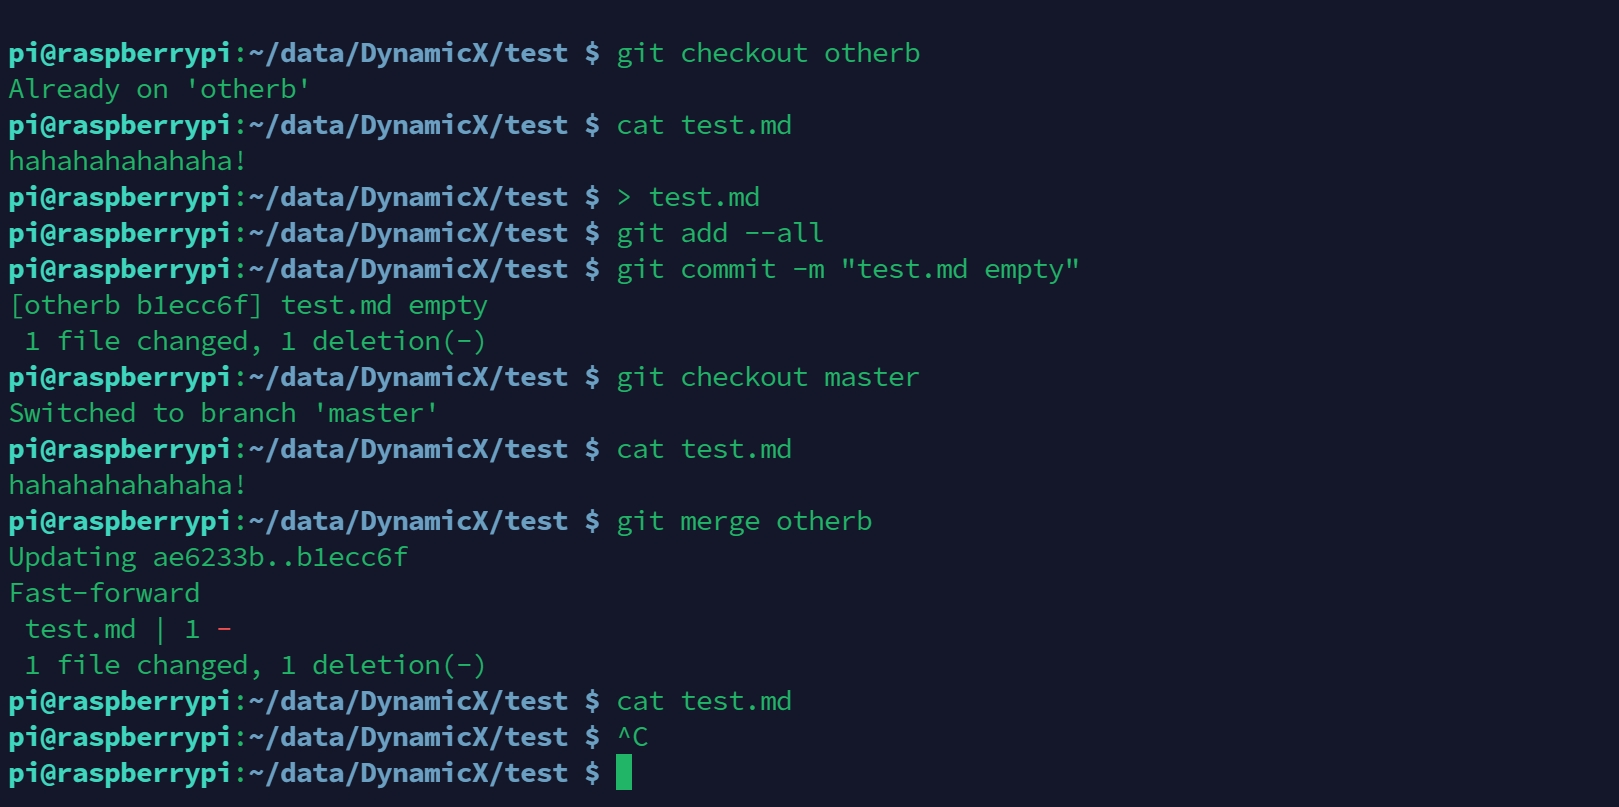 pi@raspberrypi:~/data/DynamicX/test $ git checkout otherb
Already on 'otherb'
pi@raspberrypi:~/data/DynamicX/test $ cat test.md
hahahahahahaha!
pi@raspberrypi:~/data/DynamicX/test $ > test.md
pi@raspberrypi:~/data/DynamicX/test $ git add --all
pi@raspberrypi:~/data/DynamicX/test $ git commit -m "test.md empty"
[otherb b1ecc6f] test.md empty
 1 file changed, 1 deletion(-)
pi@raspberrypi:~/data/DynamicX/test $ git checkout master
Switched to branch 'master'
pi@raspberrypi:~/data/DynamicX/test $ cat test.md
hahahahahahaha!
pi@raspberrypi:~/data/DynamicX/test $ git merge otherb
Updating ae6233b..b1ecc6f
Fast-forward
 test.md | 1 -
 1 file changed, 1 deletion(-)
pi@raspberrypi:~/data/DynamicX/test $ cat test.md
pi@raspberrypi:~/data/DynamicX/test $ ^C
pi@raspberrypi:~/data/DynamicX/test $